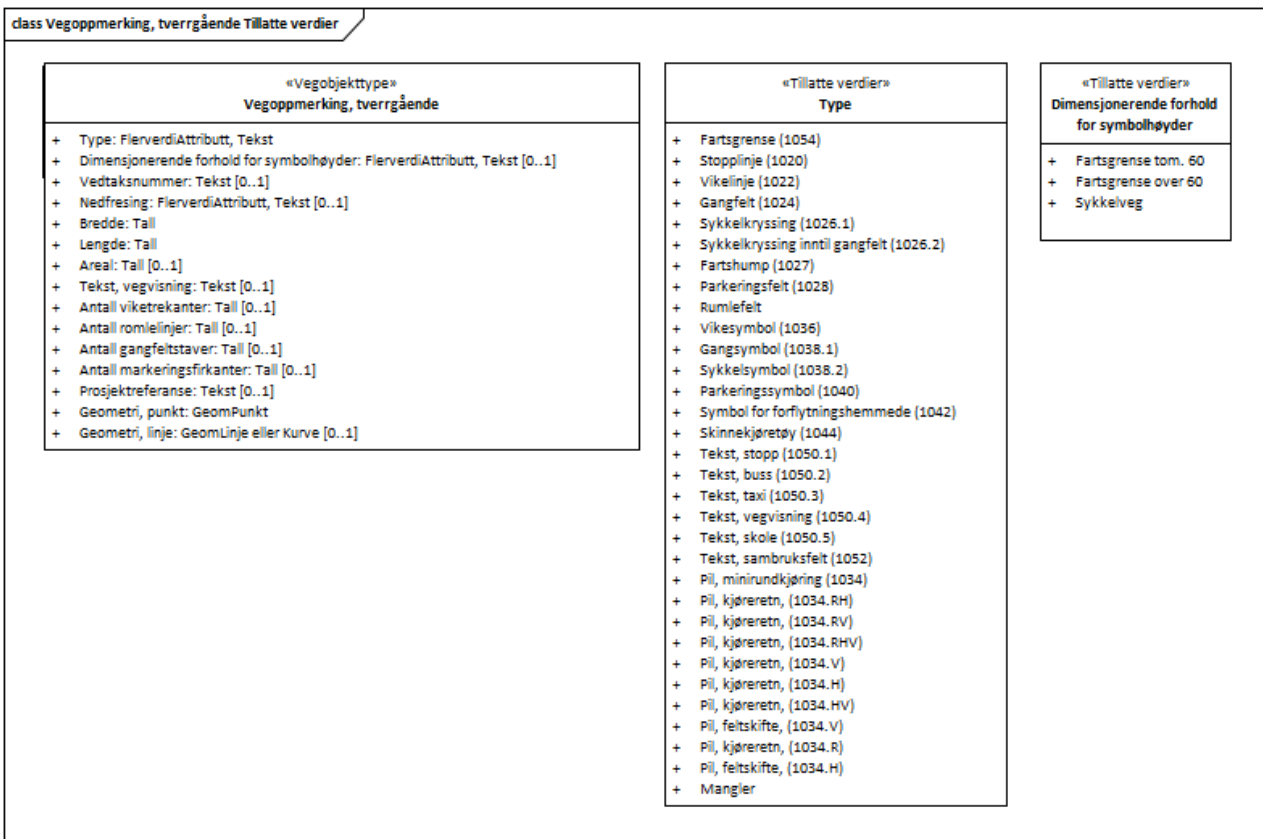 class Vegoppmerking, tverrgående Tillatte verdier
«Vegobjekttype»
Vegoppmerking, tverrgående
+ Type: FlerverdiAttributt, Tekst
+ Dimensjonerende forhold for symbolhøyder: FlerverdiAttributt, Tekst [0..1]
+ Vedtaksnummer: Tekst [0..1]
+ Nedfresing: FlerverdiAttributt, Tekst [0..1]
+ Bredde: Tall
+ Lengde: Tall
+ Areal: Tall [0..1]
+ Tekst, vegvisning: Tekst [0..1]
+ Antall viketrekanter: Tall [0..1]
+ Antall romlelinjer: Tall [0..1]
+ Antall gangfeltstaver: Tall [0..1]
+ Antall markeringsfirkanter: Tall [0..1]
+ Prosjektreferanse: Tekst [0..1]
+ Geometri, punkt: GeomPunkt
+ Geometri, linje: GeomLinje eller Kurve [0..1]
«Tillatte verdier»
Type
+ Fartsgrense (1054)
+ Stopplinje (1020)
+ Vikelinje (1022)
+ Gangfelt (1024)
+ Sykkelkryssing (1026.1)
+ Sykkelkryssing inntil gangfelt (1026.2)
+ Fartshump (1027)
+ Parkeringsfelt (1028)
+ Rumlefelt
+ Vikesymbol (1036)
+ Gangsymbol (1038.1)
+ Sykkelsymbol (1038.2)
+ Parkeringssymbol (1040)
+ Symbol for forflytningshemmede (1042)
+ Skinnekjøretøy (1044)
+ Tekst, stopp (1050.1)
+ Tekst, buss (1050.2)
+ Tekst, taxi (1050.3)
+ Tekst, vegvisning (1050.4)
+ Tekst, skole (1050.5)
+ Tekst, sambruksfelt (1052)
+ Pil, minirundkjøring (1034)
+ Pil, kjøreretn, (1034.RH)
+ Pil, kjøreretn, (1034.RV)
+ Pil, kjøreretn, (1034.RHV)
+ Pil, kjøreretn, (1034.V)
+ Pil, kjøreretn, (1034.H)
+ Pil, kjøreretn, (1034.HV)
+ Pil, feltskifte, (1034.V)
+ Pil, kjøreretn, (1034.R)
+ Pil, feltskifte, (1034.H)
+ Mangler
«Tillatte verdier»
Dimensjonerende forhold
for symbolhøyder
+ Fartsgrense tom. 60
+ Fartsgrense over 60
+ Sykkelveg